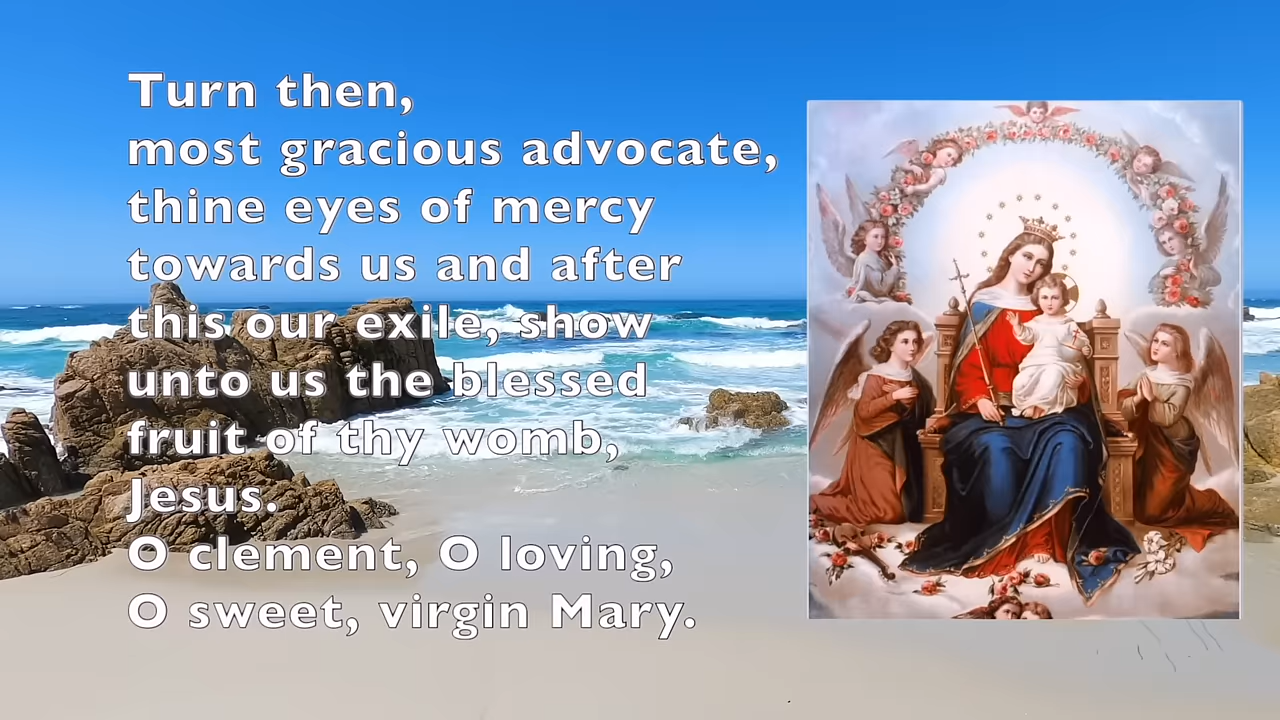 Turn then,
most gracious advocate,
thine eyes of mercy
towards us and after
this our exile, show
unto us the blessed
fruit of thy womb,
Jesus.
O clement, O loving,
O sweet, virgin Mary.